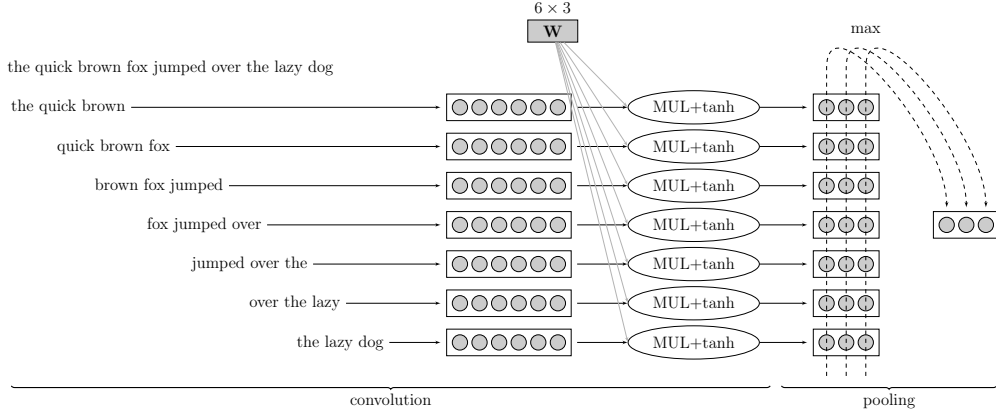 6 × 3
W
max
the quick brown fox jumped over the lazy dog
the quick brown
MUL+tanh
quick brown fox
MUL+tanh
brown fox jumped
MUL+tanh
fox jumped over
MUL+tanh
jumped over the
MUL+tanh
over the lazy
MUL+tanh
the lazy dog
MUL+tanh
convolution
pooling